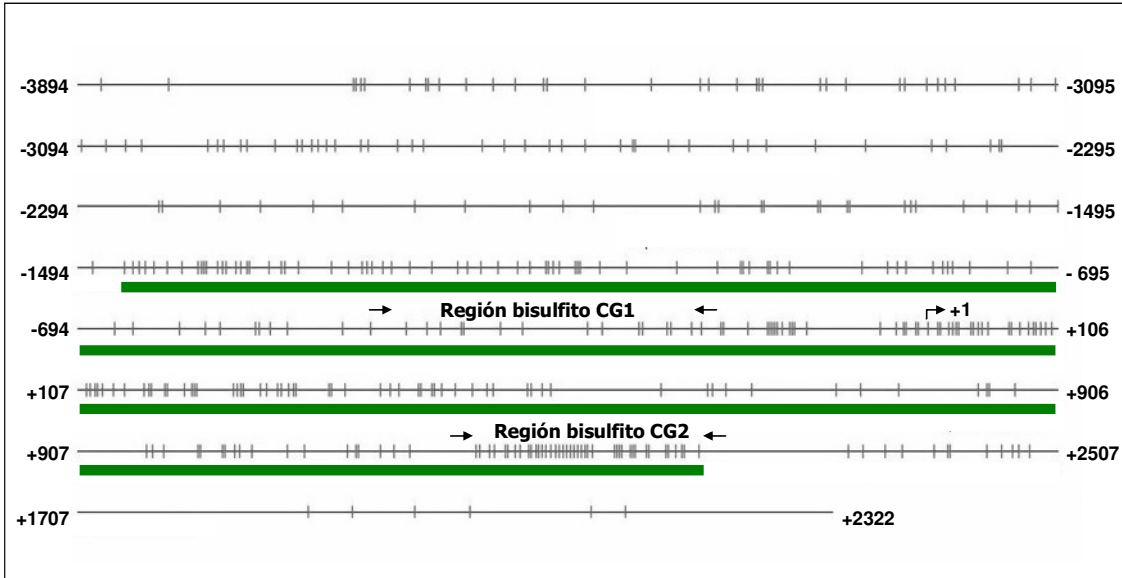 -3894 -3095
-3094 -2295
-2294 -1495
-1494 - 695
Región bisulfito CG1 +1
-694 +106
+107 +906
Región bisulfito CG2
+907 +2507
+1707 +2322